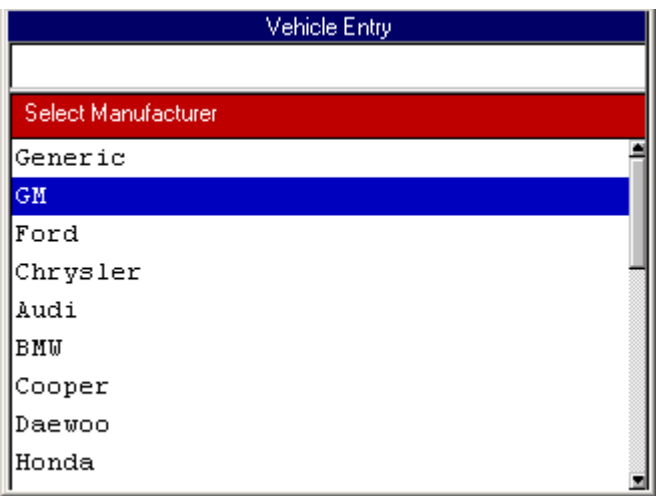 Vehicle Entry
Select Manufacturer
Generic
GM
Ford
Chrysler
Audi
BMW
Cooper
Daewoo
Honda